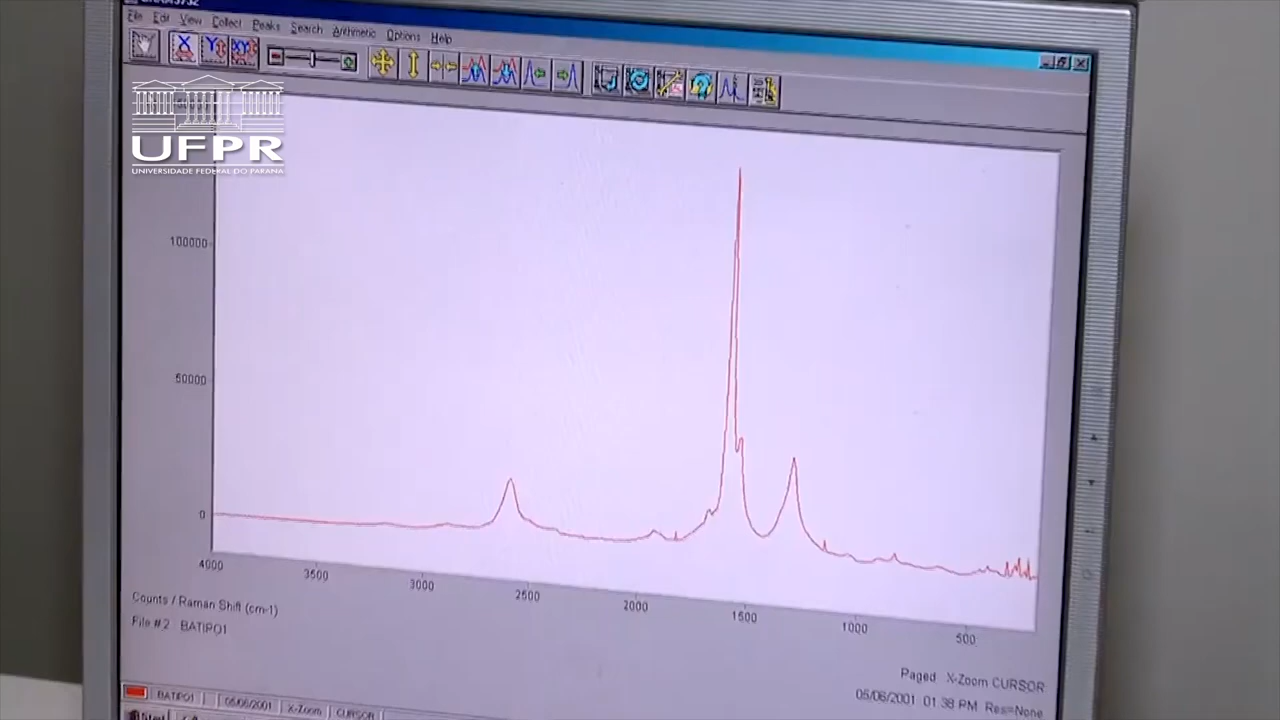 File Edit View Collect Peaks Search Arithmetic Options Help
UFPR
UNIVERSIDADE FEDERAL DO PARANÁ
100000
50000
0
4000 3500 3000 2500 2000 1500 1000 500
Counts / Raman Shift (cm-1)
File #2 BATIPO1
Paged X-Zoom CURSOR
05/06/2001 01:38 PM Res=None
BATIPO1 05/06/2001 X-Zoom CURSOR
Start